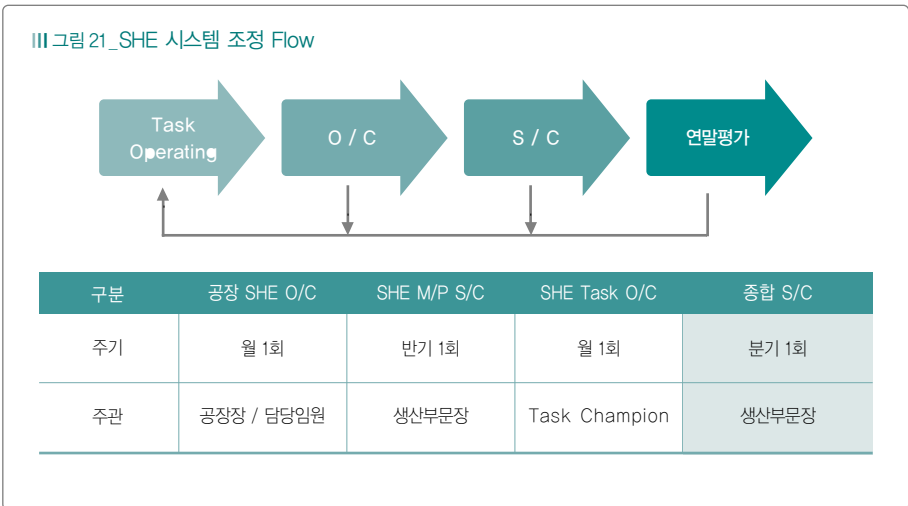 그림 21_SHE 시스템 조정 Flow
Task
Operating
O / C
S / C
연말평가
구분 공장 SHE O/C SHE M/P S/C SHE Task O/C 종합 S/C
주기 월 1회 반기 1회 월 1회 분기 1회
주관 공장장 / 담당임원 생산부문장 Task Champion 생산부문장